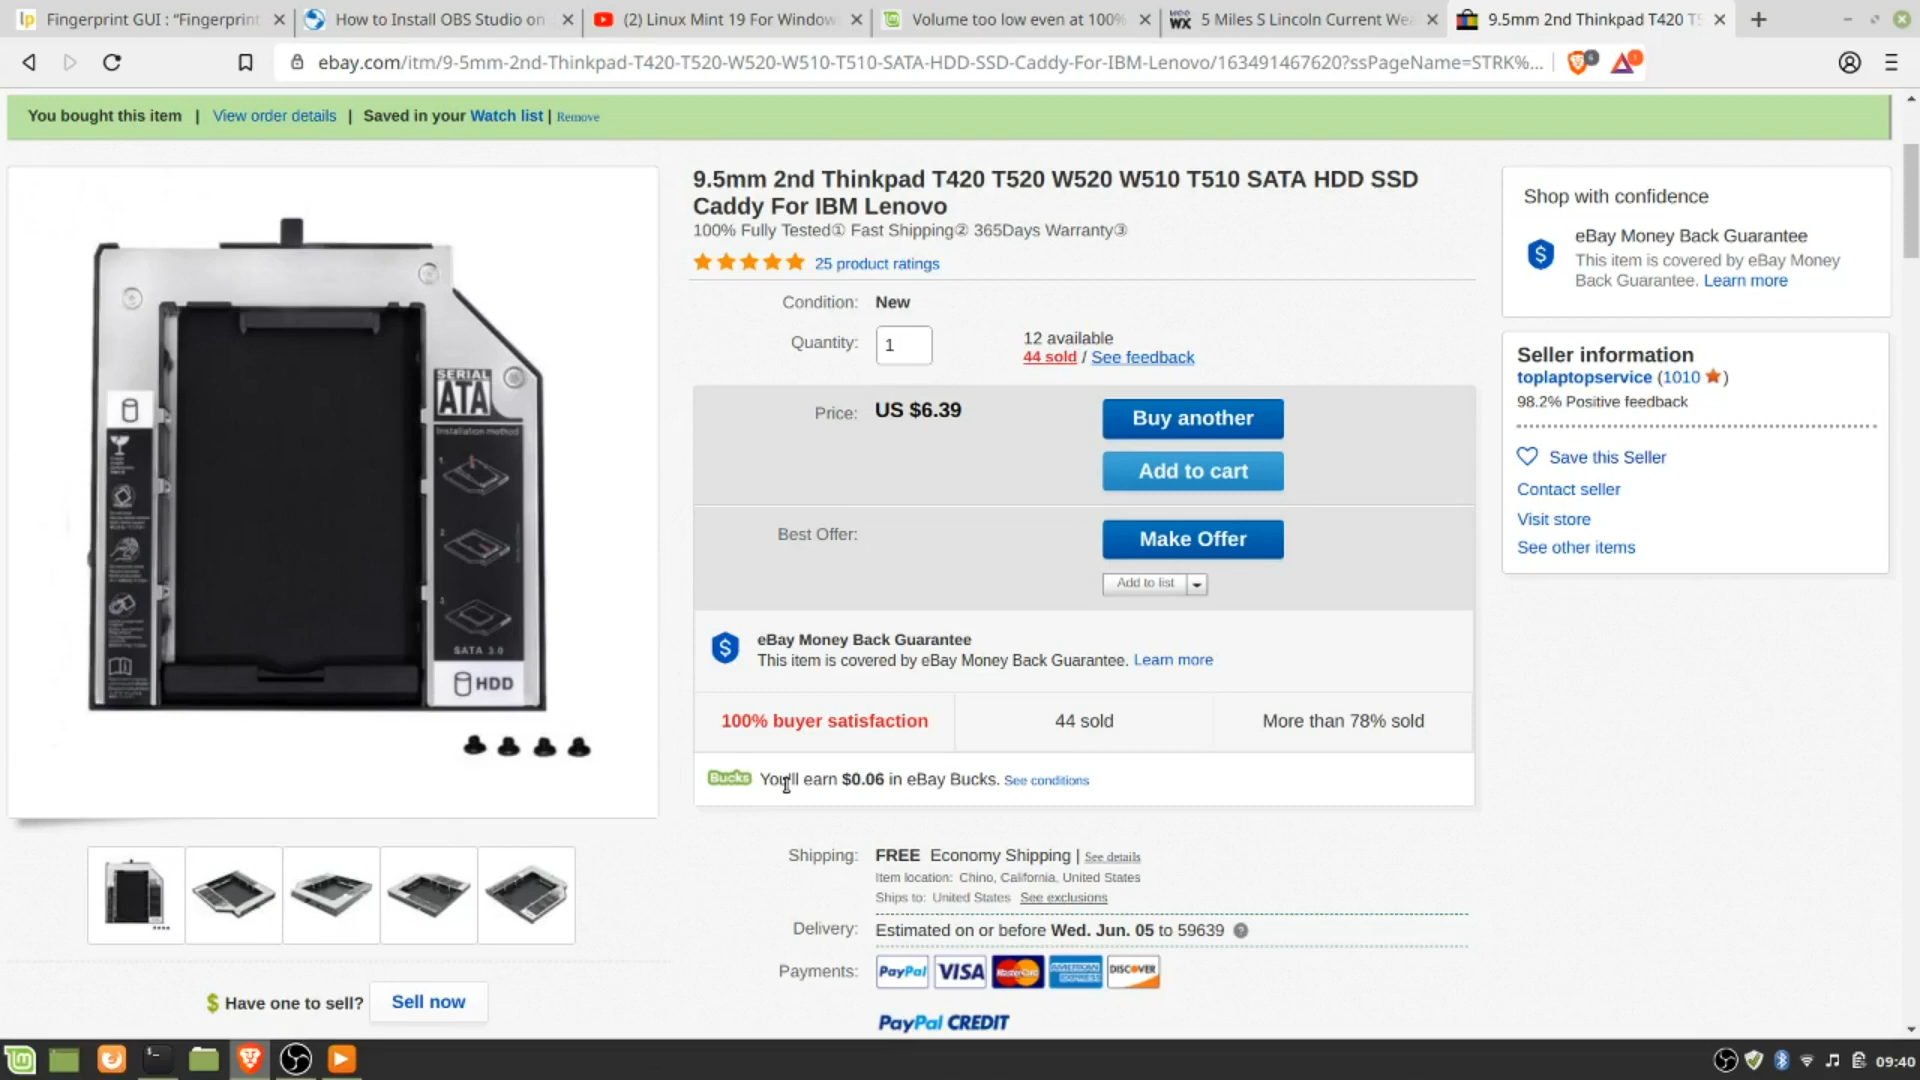 Fingerprint GUI : “Fingerprint
How to Install OBS Studio on
(2) Linux Mint 19 For Window
Volume too low even at 100%
5 Miles S Lincoln Current Wea
9.5mm 2nd Thinkpad T420 T5
ebay.com/itm/9-5mm-2nd-Thinkpad-T420-T520-W520-W510-T510-SATA-HDD-SSD-Caddy-For-IBM-Lenovo/163491467620?ssPageName=STRK%...
You bought this item | View order details | Saved in your Watch list | Remove
9.5mm 2nd Thinkpad T420 T520 W520 W510 T510 SATA HDD SSD
Caddy For IBM Lenovo
100% Fully Tested① Fast Shipping② 365Days Warranty③
25 product ratings
Condition: New
Quantity: 1
12 available
44 sold / See feedback
Price: US $6.39
Buy another
Add to cart
Best Offer:
Make Offer
Add to list
eBay Money Back Guarantee
This item is covered by eBay Money Back Guarantee. Learn more
100% buyer satisfaction
44 sold
More than 78% sold
Bucks You'll earn $0.06 in eBay Bucks. See conditions
Shipping: FREE Economy Shipping | See details
Item location: Chino, California, United States
Ships to: United States See exclusions
Delivery: Estimated on or before Wed. Jun. 05 to 59639
Payments: PayPal VISA MasterCard AMERICAN EXPRESS DISCOVER
PayPal CREDIT
Shop with confidence
eBay Money Back Guarantee
This item is covered by eBay Money
Back Guarantee. Learn more
Seller information
toplaptopservice (1010 )
98.2% Positive feedback
Save this Seller
Contact seller
Visit store
See other items
SERIAL
ATA
Installation method
1.
2.
3.
SATA 3.0
HDD
$ Have one to sell? Sell now
09:40